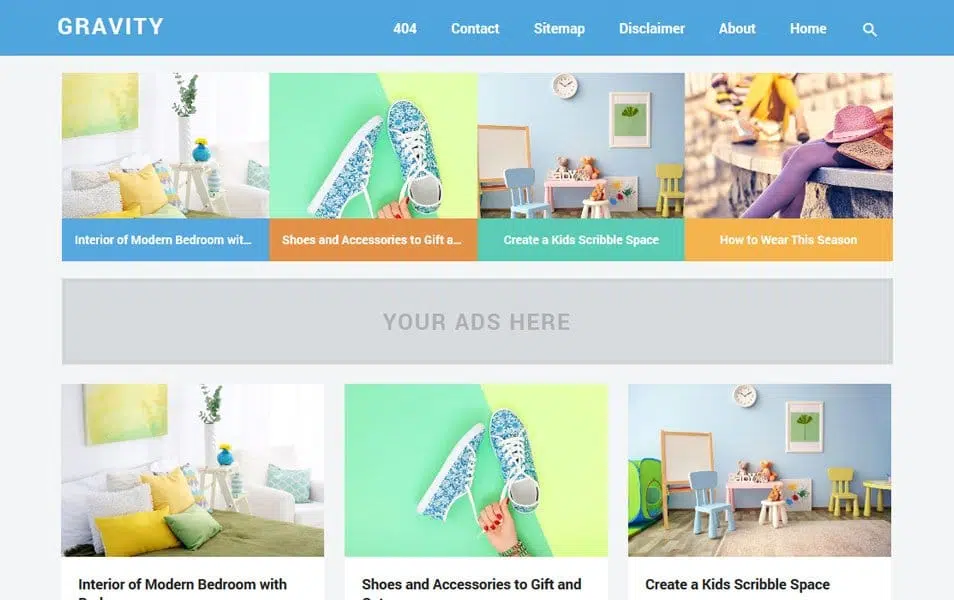 GRAVITY
404 Contact Sitemap Disclaimer About Home
Interior of Modern Bedroom wit...
Shoes and Accessories to Gift a...
Create a Kids Scribble Space
How to Wear This Season
YOUR ADS HERE
Interior of Modern Bedroom with
Shoes and Accessories to Gift and
Create a Kids Scribble Space